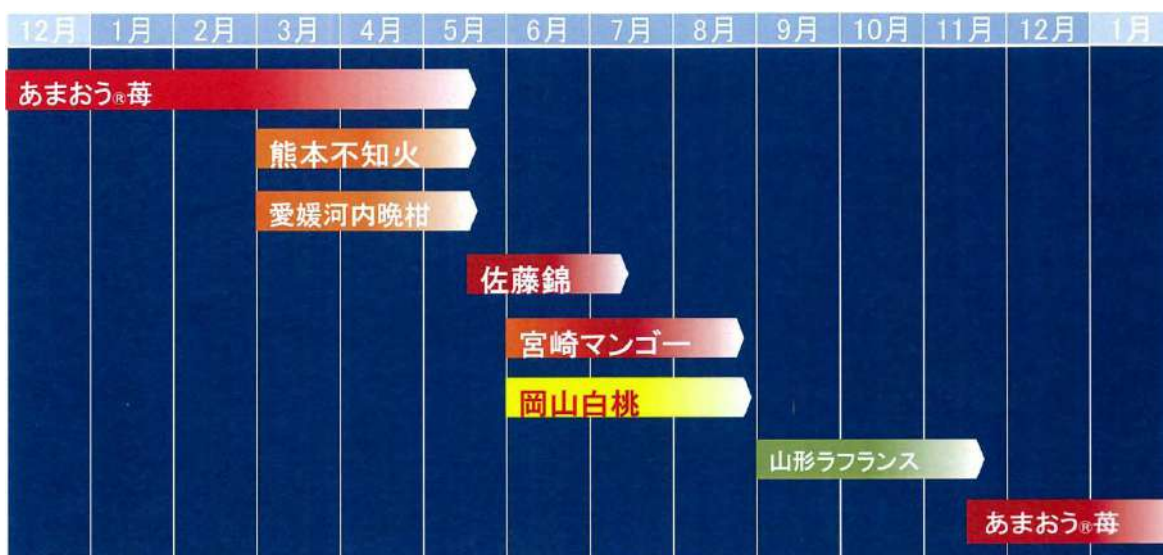 12月 1月 2月 3月 4月 5月 6月 7月 8月 9月 10月 11月 12月 1月
あまおう®苺
熊本不知火
愛媛河内晩柑
佐藤錦
宮崎マンゴー
岡山白桃
山形ラフランス
あまおう®苺